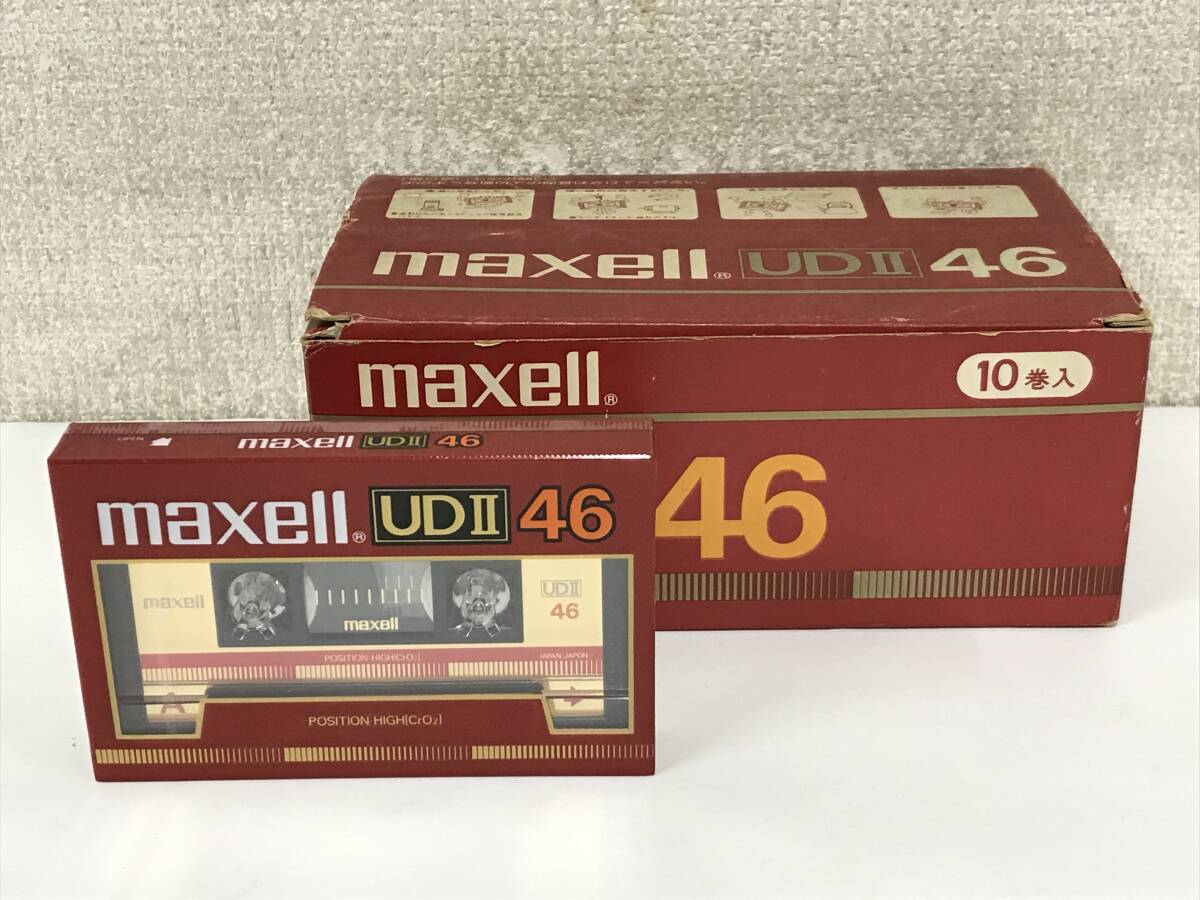 maxell® UDII 46
maxell®
10巻入
46
OPEN
maxell UDII 46
maxell® UDII 46
maxell
UDII
46
maxell
POSITION·HIGH(CrO2)
JAPAN·JAPON
A
POSITION·HIGH(CrO2)